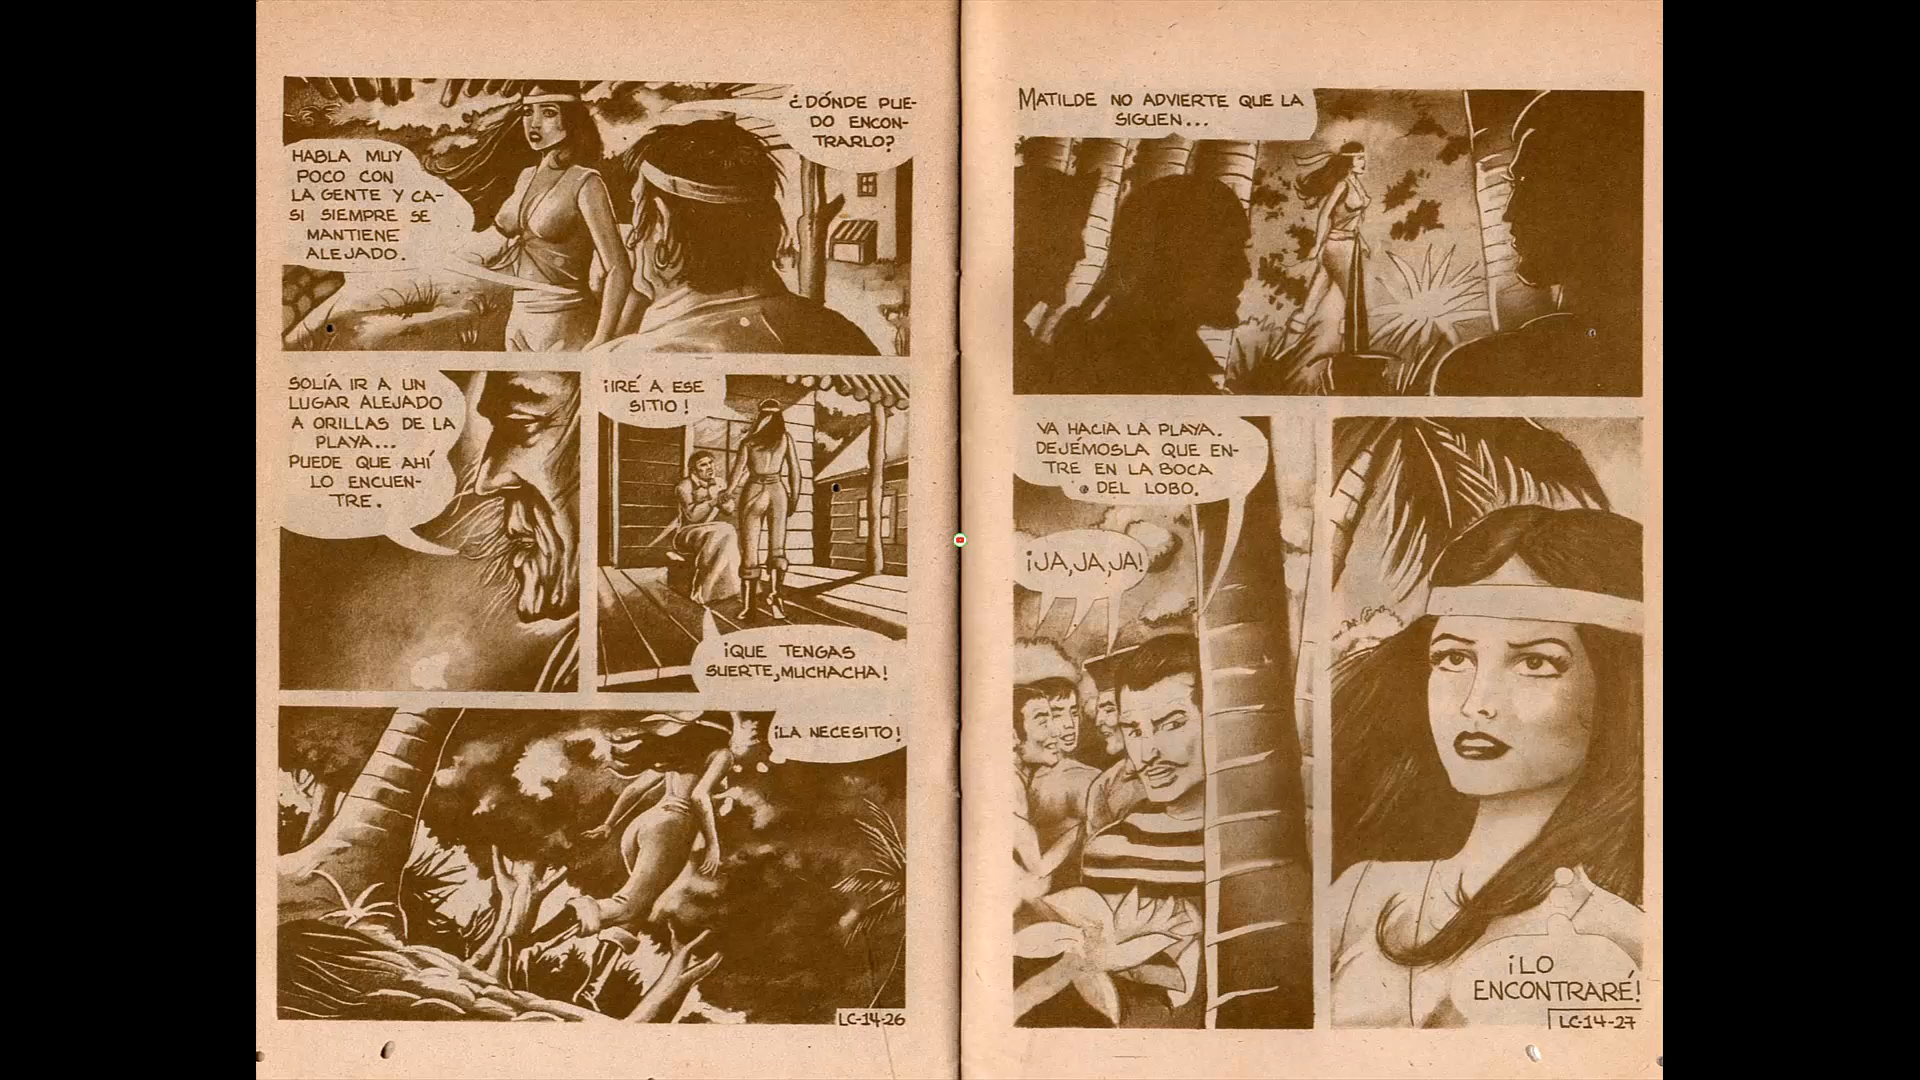 HABLA MUY
POCO CON
LA GENTE Y CA-
SI SIEMPRE SE
MANTIENE
ALEJADO.
¿DÓNDE PUE-
DO ENCON-
TRARLO?
SOLÍA IR A UN
LUGAR ALEJADO
A ORILLAS DE LA
PLAYA...
PUEDE QUE AHÍ
LO ENCUEN-
TRE.
¡IRÉ A ESE
SITIO!
¡QUE TENGAS
SUERTE, MUCHACHA!
¡LA NECESITO!
LC-14-26
MATILDE NO ADVIERTE QUE LA
SIGUEN...
VA HACIA LA PLAYA.
DEJÉMOSLA QUE EN-
TRE EN LA BOCA
DEL LOBO.
¡JA, JA, JA!
¡LO
ENCONTRARÉ!
LC-14-27